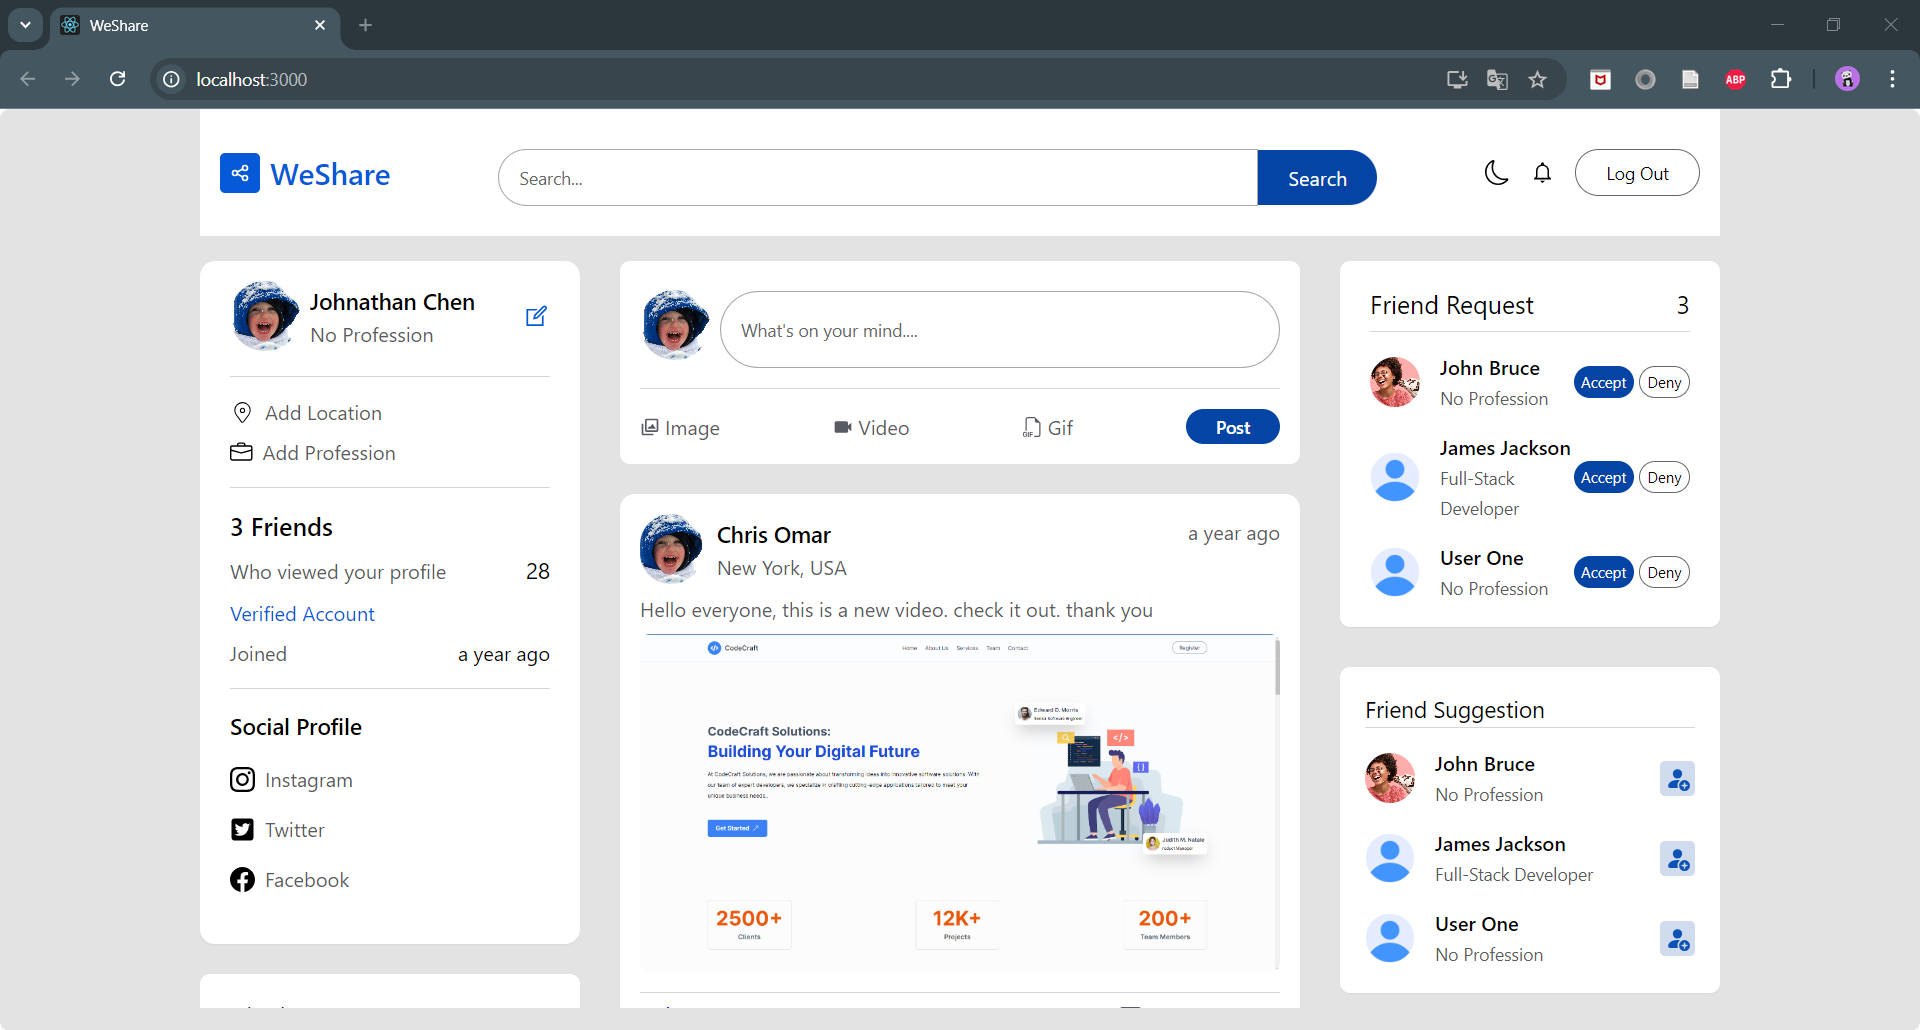 WeShare
localhost:3000
ABP
WeShare
Search...
Search
Log Out
Johnathan Chen
No Profession
Add Location
Add Profession
3 Friends
Who viewed your profile 28
Verified Account
Joined a year ago
Social Profile
Instagram
Twitter
Facebook
What's on your mind....
Image
Video
GIF
Gif
Post
Chris Omar
a year ago
New York, USA
Hello everyone, this is a new video. check it out. thank you
CodeCraft
Home About Us Services Team Contact
Register
Edward D. Morris
Senior Software Engineer
CodeCraft Solutions:
Building Your Digital Future
At CodeCraft Solutions, we are passionate about transforming ideas into innovative software solutions. With
our team of expert developers, we specialize in crafting cutting-edge applications tailored to meet your
unique business needs.
Get Started
Judith M. Natale
Product Manager
2500+
Clients
12K+
Projects
200+
Team Members
Friend Request 3
John Bruce
No Profession
Accept
Deny
James Jackson
Full-Stack
Developer
Accept
Deny
User One
No Profession
Accept
Deny
Friend Suggestion
John Bruce
No Profession
James Jackson
Full-Stack Developer
User One
No Profession